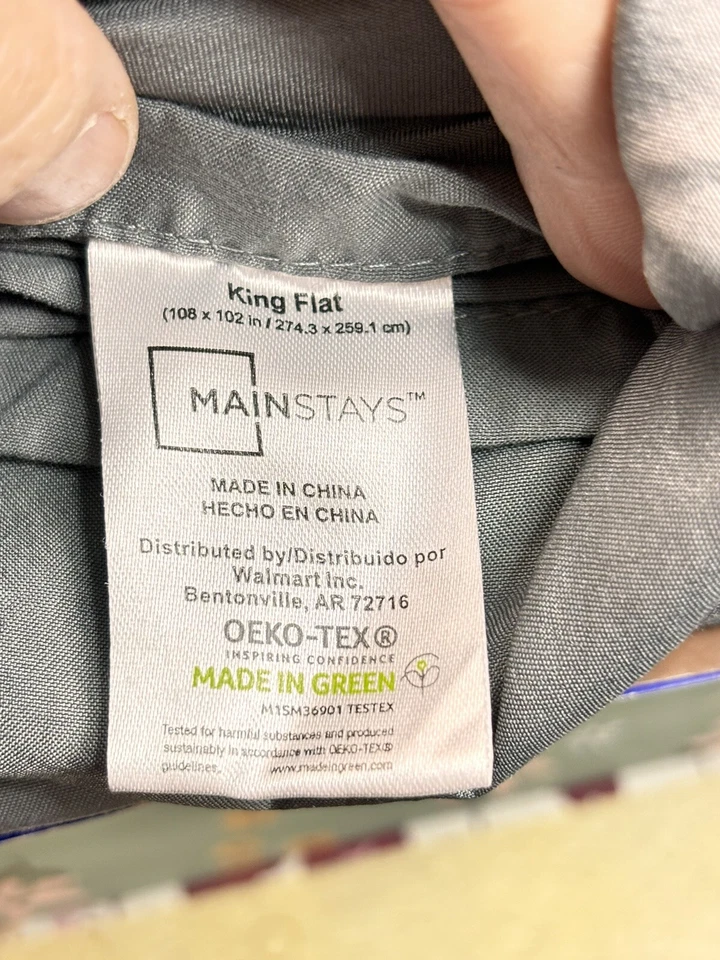 King Flat
(108 x 102 in / 274.3 x 259.1 cm)
MAINSTAYS™
MADE IN CHINA
HECHO EN CHINA
Distributed by/Distribuido por
Walmart Inc.
Bentonville, AR 72716
OEKO-TEX®
INSPIRING CONFIDENCE
MADE IN GREEN
M1SM36901 TESTEX
Tested for harmful substances and produced
sustainably in accordance with OEKO-TEX®
guidelines. www.madeingreen.com